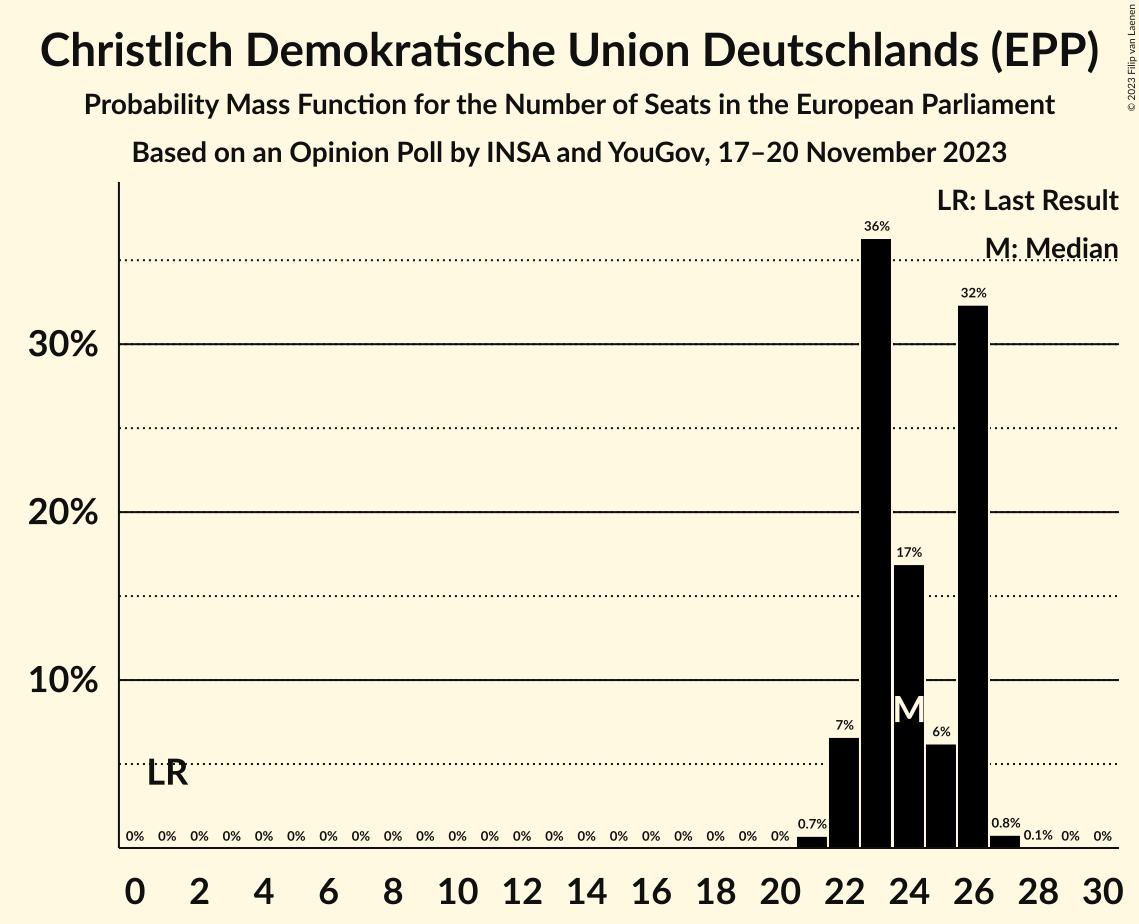 Christlich Demokratische Union Deutschlands (EPP)
Probability Mass Function for the Number of Seats in the European Parliament
Based on an Opinion Poll by INSA and YouGov, 17–20 November 2023
© 2023 Filip van Laenen
LR: Last Result
M: Median
36%
32%
30%
20%
17%
10%
M
7%
6%
LR
0% 0% 0% 0% 0% 0% 0% 0% 0% 0% 0% 0% 0% 0% 0% 0% 0% 0% 0% 0% 0% 0.7% 0.8% 0.1% 0% 0%
0 2 4 6 8 10 12 14 16 18 20 22 24 26 28 30